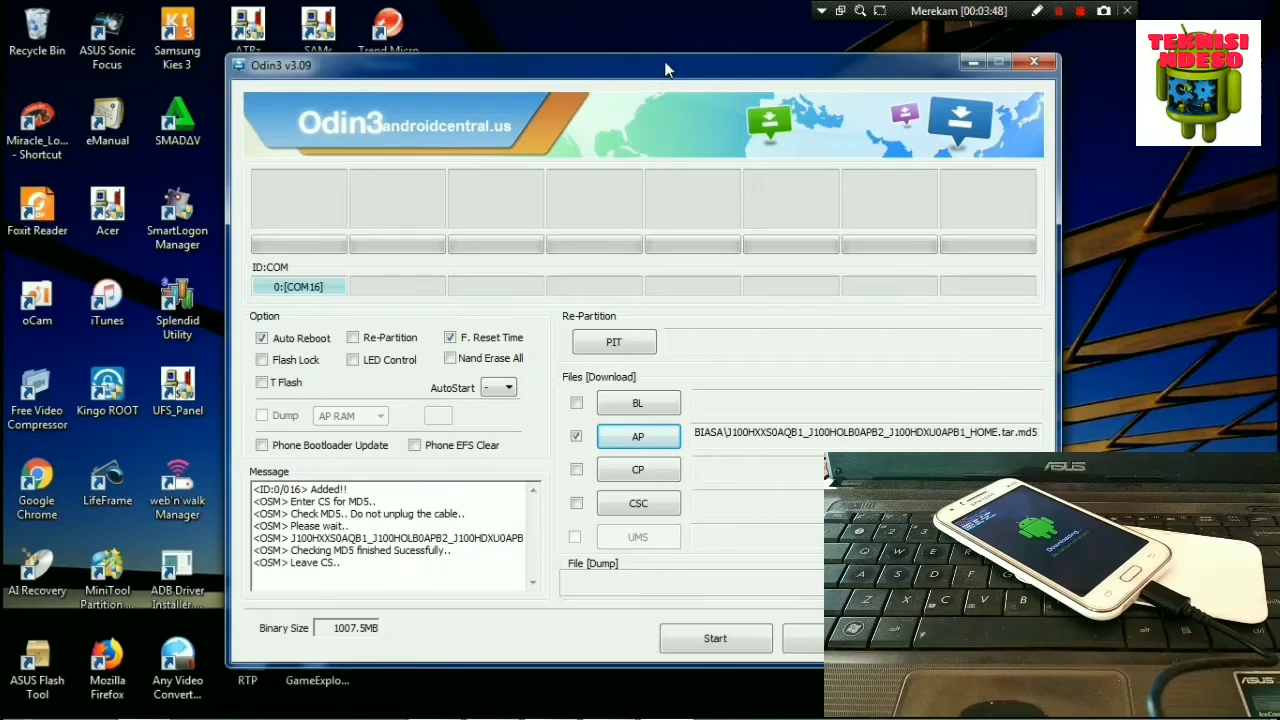 Merekam [00:03:48]
TEKNISI
NDESO
Recycle Bin
ASUS Sonic
Focus
Samsung
Kies 3
ATRz
SAMs
Trend Micro
Odin3 v3.09
Odin3androidcentral.us
Miracle_Lo...
- Shortcut
eManual
SMADΔV
Foxit Reader
Acer
SmartLogon
Manager
oCam
iTunes
Splendid
Utility
Free Video
Compressor
Kingo ROOT
UFS_Panel
Google
Chrome
LifeFrame
web'n'walk
Manager
AI Recovery
MiniTool
Partition ...
ADB Driver
Installer ...
ASUS Flash
Tool
Mozilla
Firefox
Any Video
Convert...
RTP
GameExplo...
ID:COM
0:[COM16]
Option
Auto Reboot
Re-Partition
F. Reset Time
Flash Lock
LED Control
Nand Erase All
T Flash
AutoStart
-
Dump
AP RAM
Phone Bootloader Update
Phone EFS Clear
Message
<ID:0/016> Added!!
<OSM> Enter CS for MD5..
<OSM> Check MD5.. Do not unplug the cable..
<OSM> Please wait..
<OSM> J100HXXS0AQB1_J100HOLB0APB2_J100HDXU0APB
<OSM> Checking MD5 finished Sucessfully..
<OSM> Leave CS..
Binary Size
1007.5MB
Re-Partition
PIT
Files [Download]
BL
AP
BIASA\J100HXXS0AQB1_J100HOLB0APB2_J100HDXU0APB1_HOME.tar.md5
CP
CSC
UMS
File [Dump]
Start
ASUS
Downloading...
ASUS